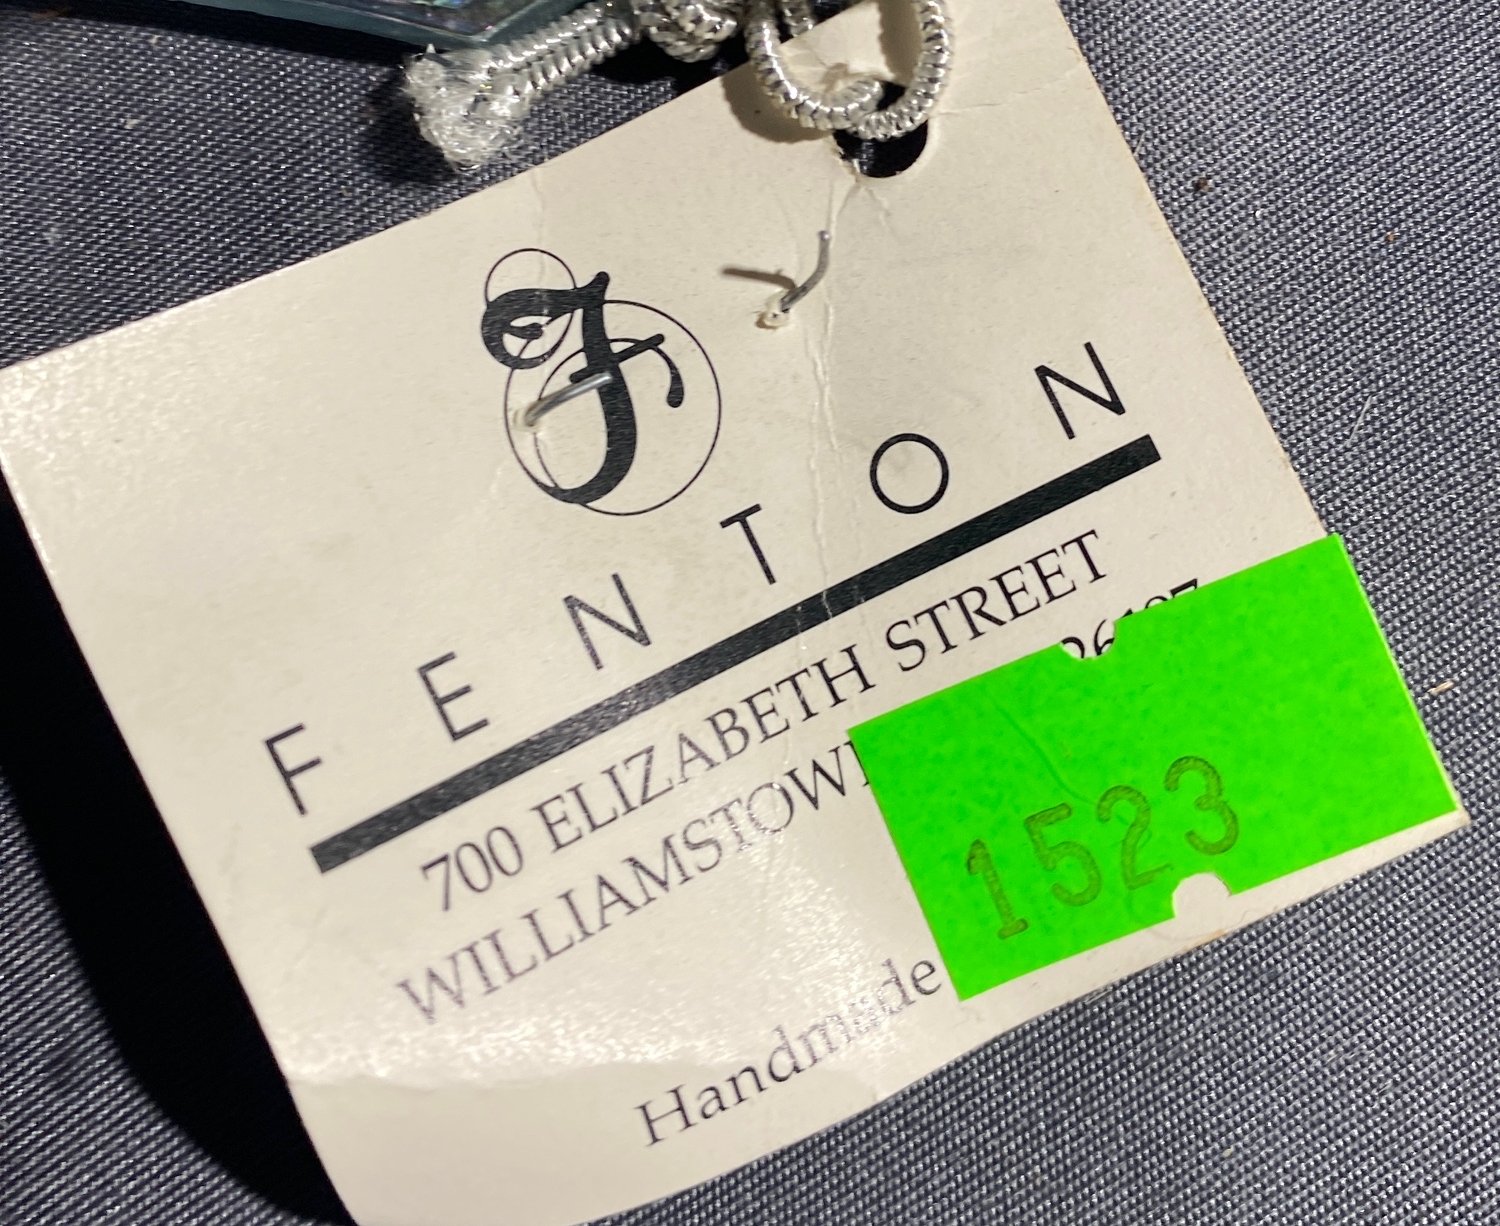 F
FENTON
700 ELIZABETH STREET
WILLIAMSTOW
Handmade
1523